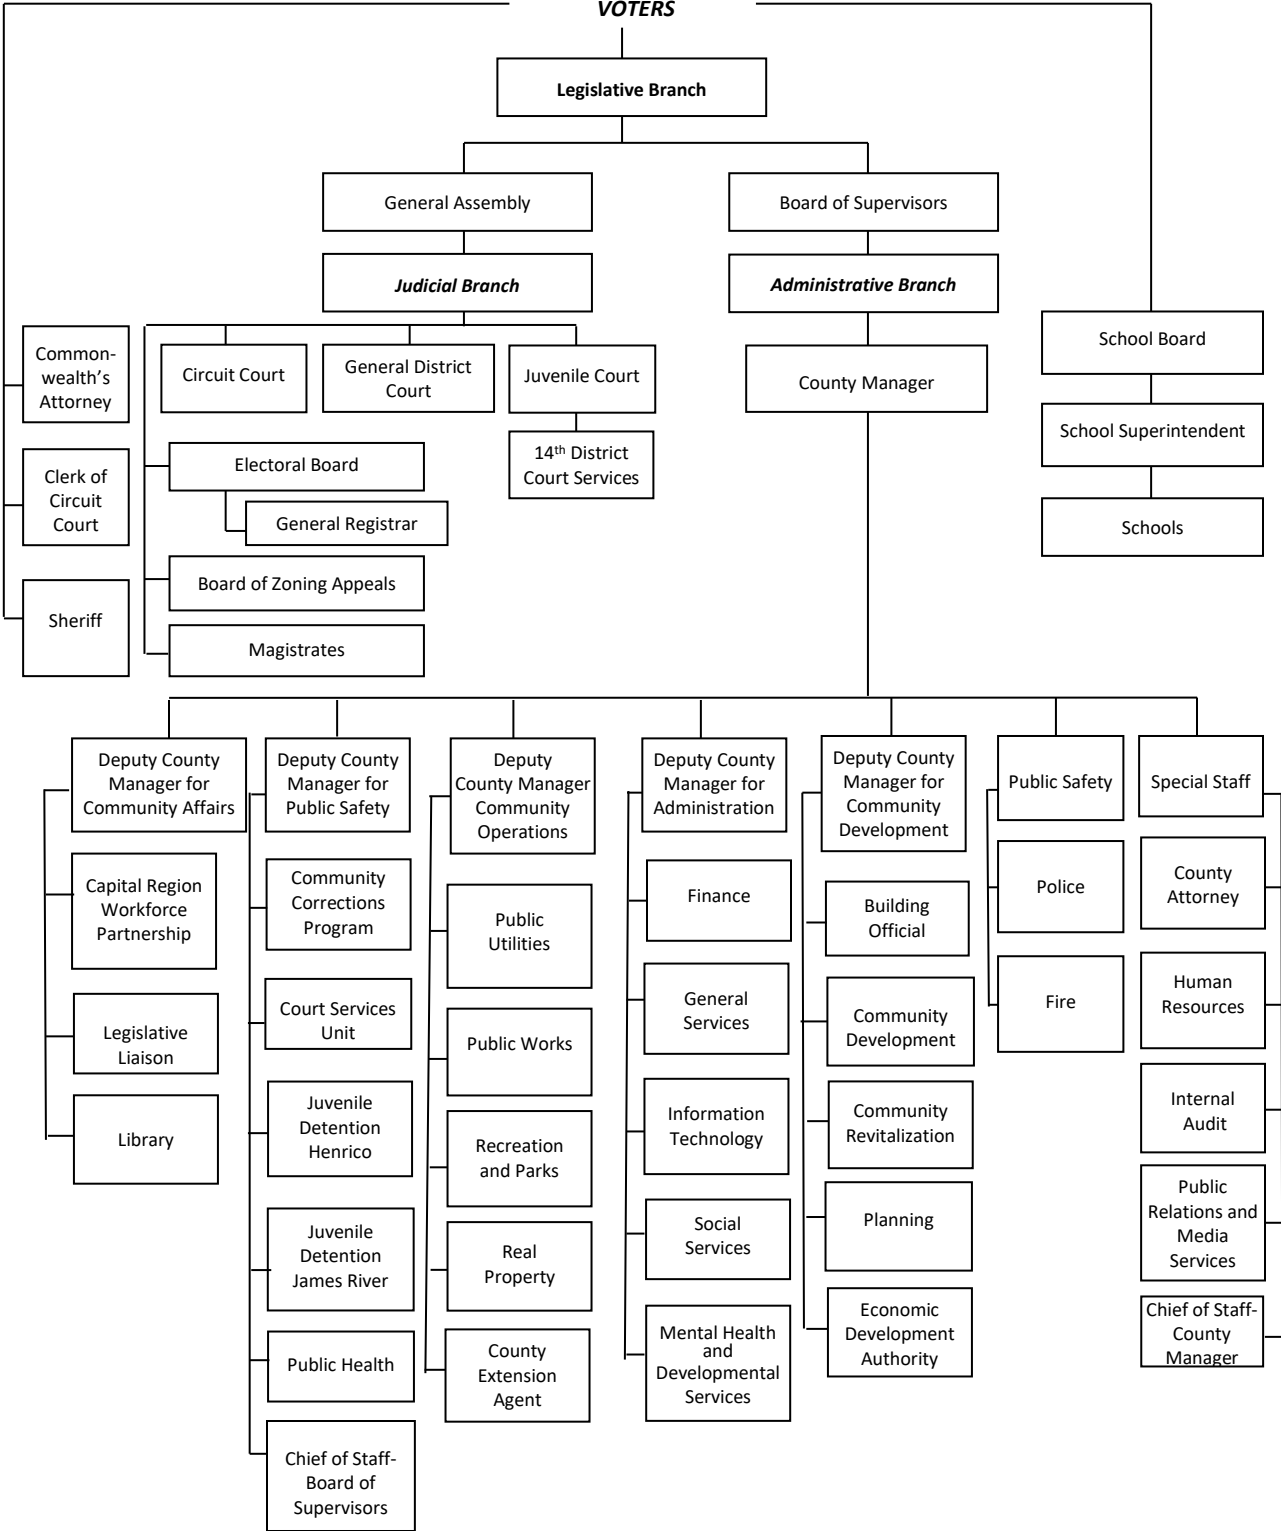 VOTERS
Legislative Branch
General Assembly
Board of Supervisors
Judicial Branch
Administrative Branch
Common-
wealth’s
Attorney
Clerk of
Circuit
Court
Sheriff
Circuit Court
General District
Court
Juvenile Court
14th District
Court Services
Electoral Board
General Registrar
Board of Zoning Appeals
Magistrates
County Manager
School Board
School Superintendent
Schools
Deputy County
Manager for
Community Affairs
Capital Region
Workforce
Partnership
Legislative
Liaison
Library
Deputy County
Manager for
Public Safety
Community
Corrections
Program
Court Services
Unit
Juvenile
Detention
Henrico
Juvenile
Detention
James River
Public Health
Chief of Staff-
Board of
Supervisors
Deputy
County Manager
Community
Operations
Public
Utilities
Public Works
Recreation
and Parks
Real
Property
County
Extension
Agent
Deputy County
Manager for
Administration
Finance
General
Services
Information
Technology
Social
Services
Mental Health
and
Developmental
Services
Deputy County
Manager for
Community
Development
Building
Official
Community
Development
Community
Revitalization
Planning
Economic
Development
Authority
Public Safety
Police
Fire
Special Staff
County
Attorney
Human
Resources
Internal
Audit
Public
Relations and
Media
Services
Chief of Staff-
County
Manager